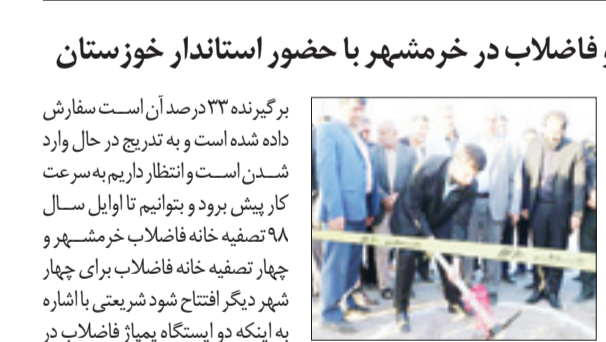 و فاضلاب در خرمشهر با حضور استاندار خوزستان
بر گیرنده ۳۳ درصد آن است سفارش
داده شده است و به تدریج در حال وارد
شدن است و انتظار داریم به سرعت
کار پیش برود و بتوانیم تا اوایل سال
۹۸ تصفیه خانه فاضلاب خرمشهر و
چهار تصفیه خانه فاضلاب برای چهار
شهر دیگر افتتاح شود شریعتی با اشاره
به اینکه دو ایستگاه پمپاژ فاضلاب در